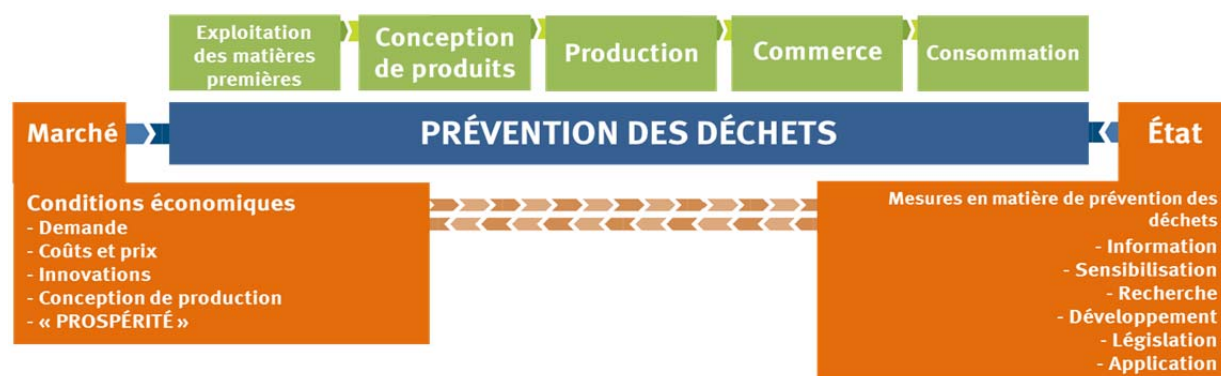 Exploitation
des matières
premières
Conception
de produits
Production
Commerce
Consommation
Marché
PRÉVENTION DES DÉCHETS
État
Conditions économiques
- Demande
- Coûts et prix
- Innovations
- Conception de production
- « PROSPÉRITÉ »
Mesures en matière de prévention des
déchets
- Information
- Sensibilisation
- Recherche
- Développement
- Législation
- Application